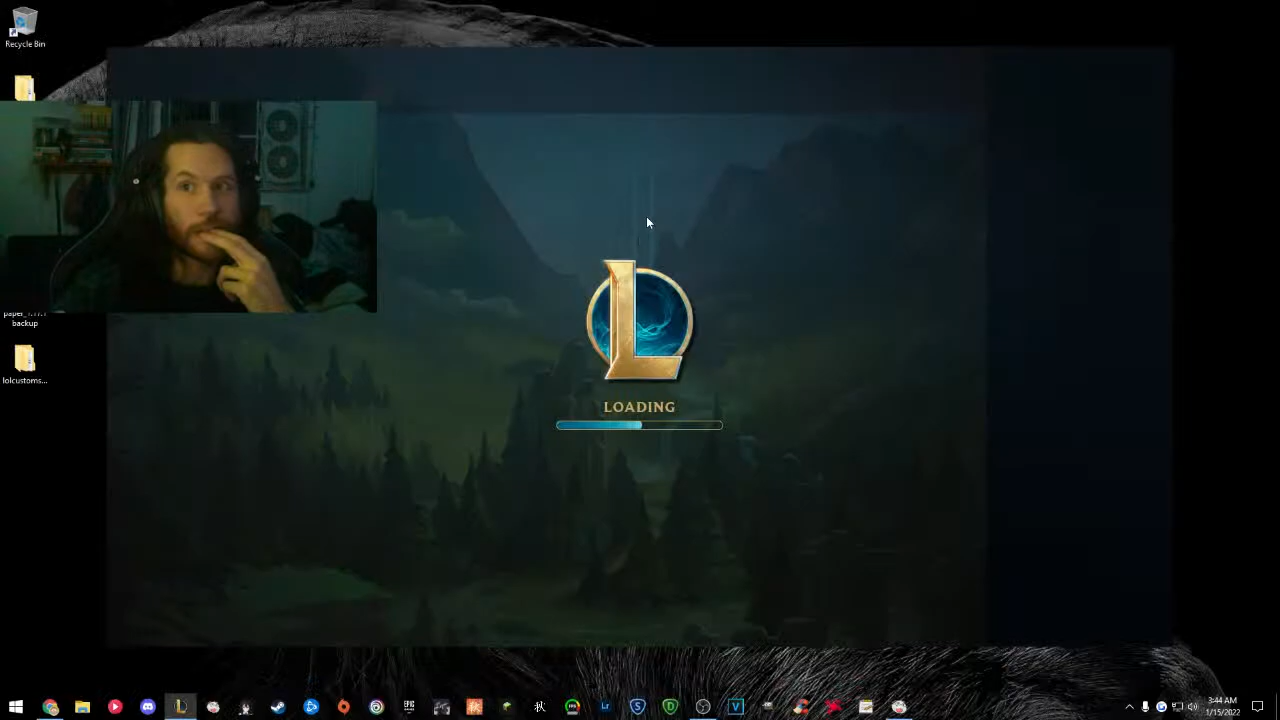 Recycle Bin
backup
lolcustoms...
LOADING
3:44 AM
1/15/2022